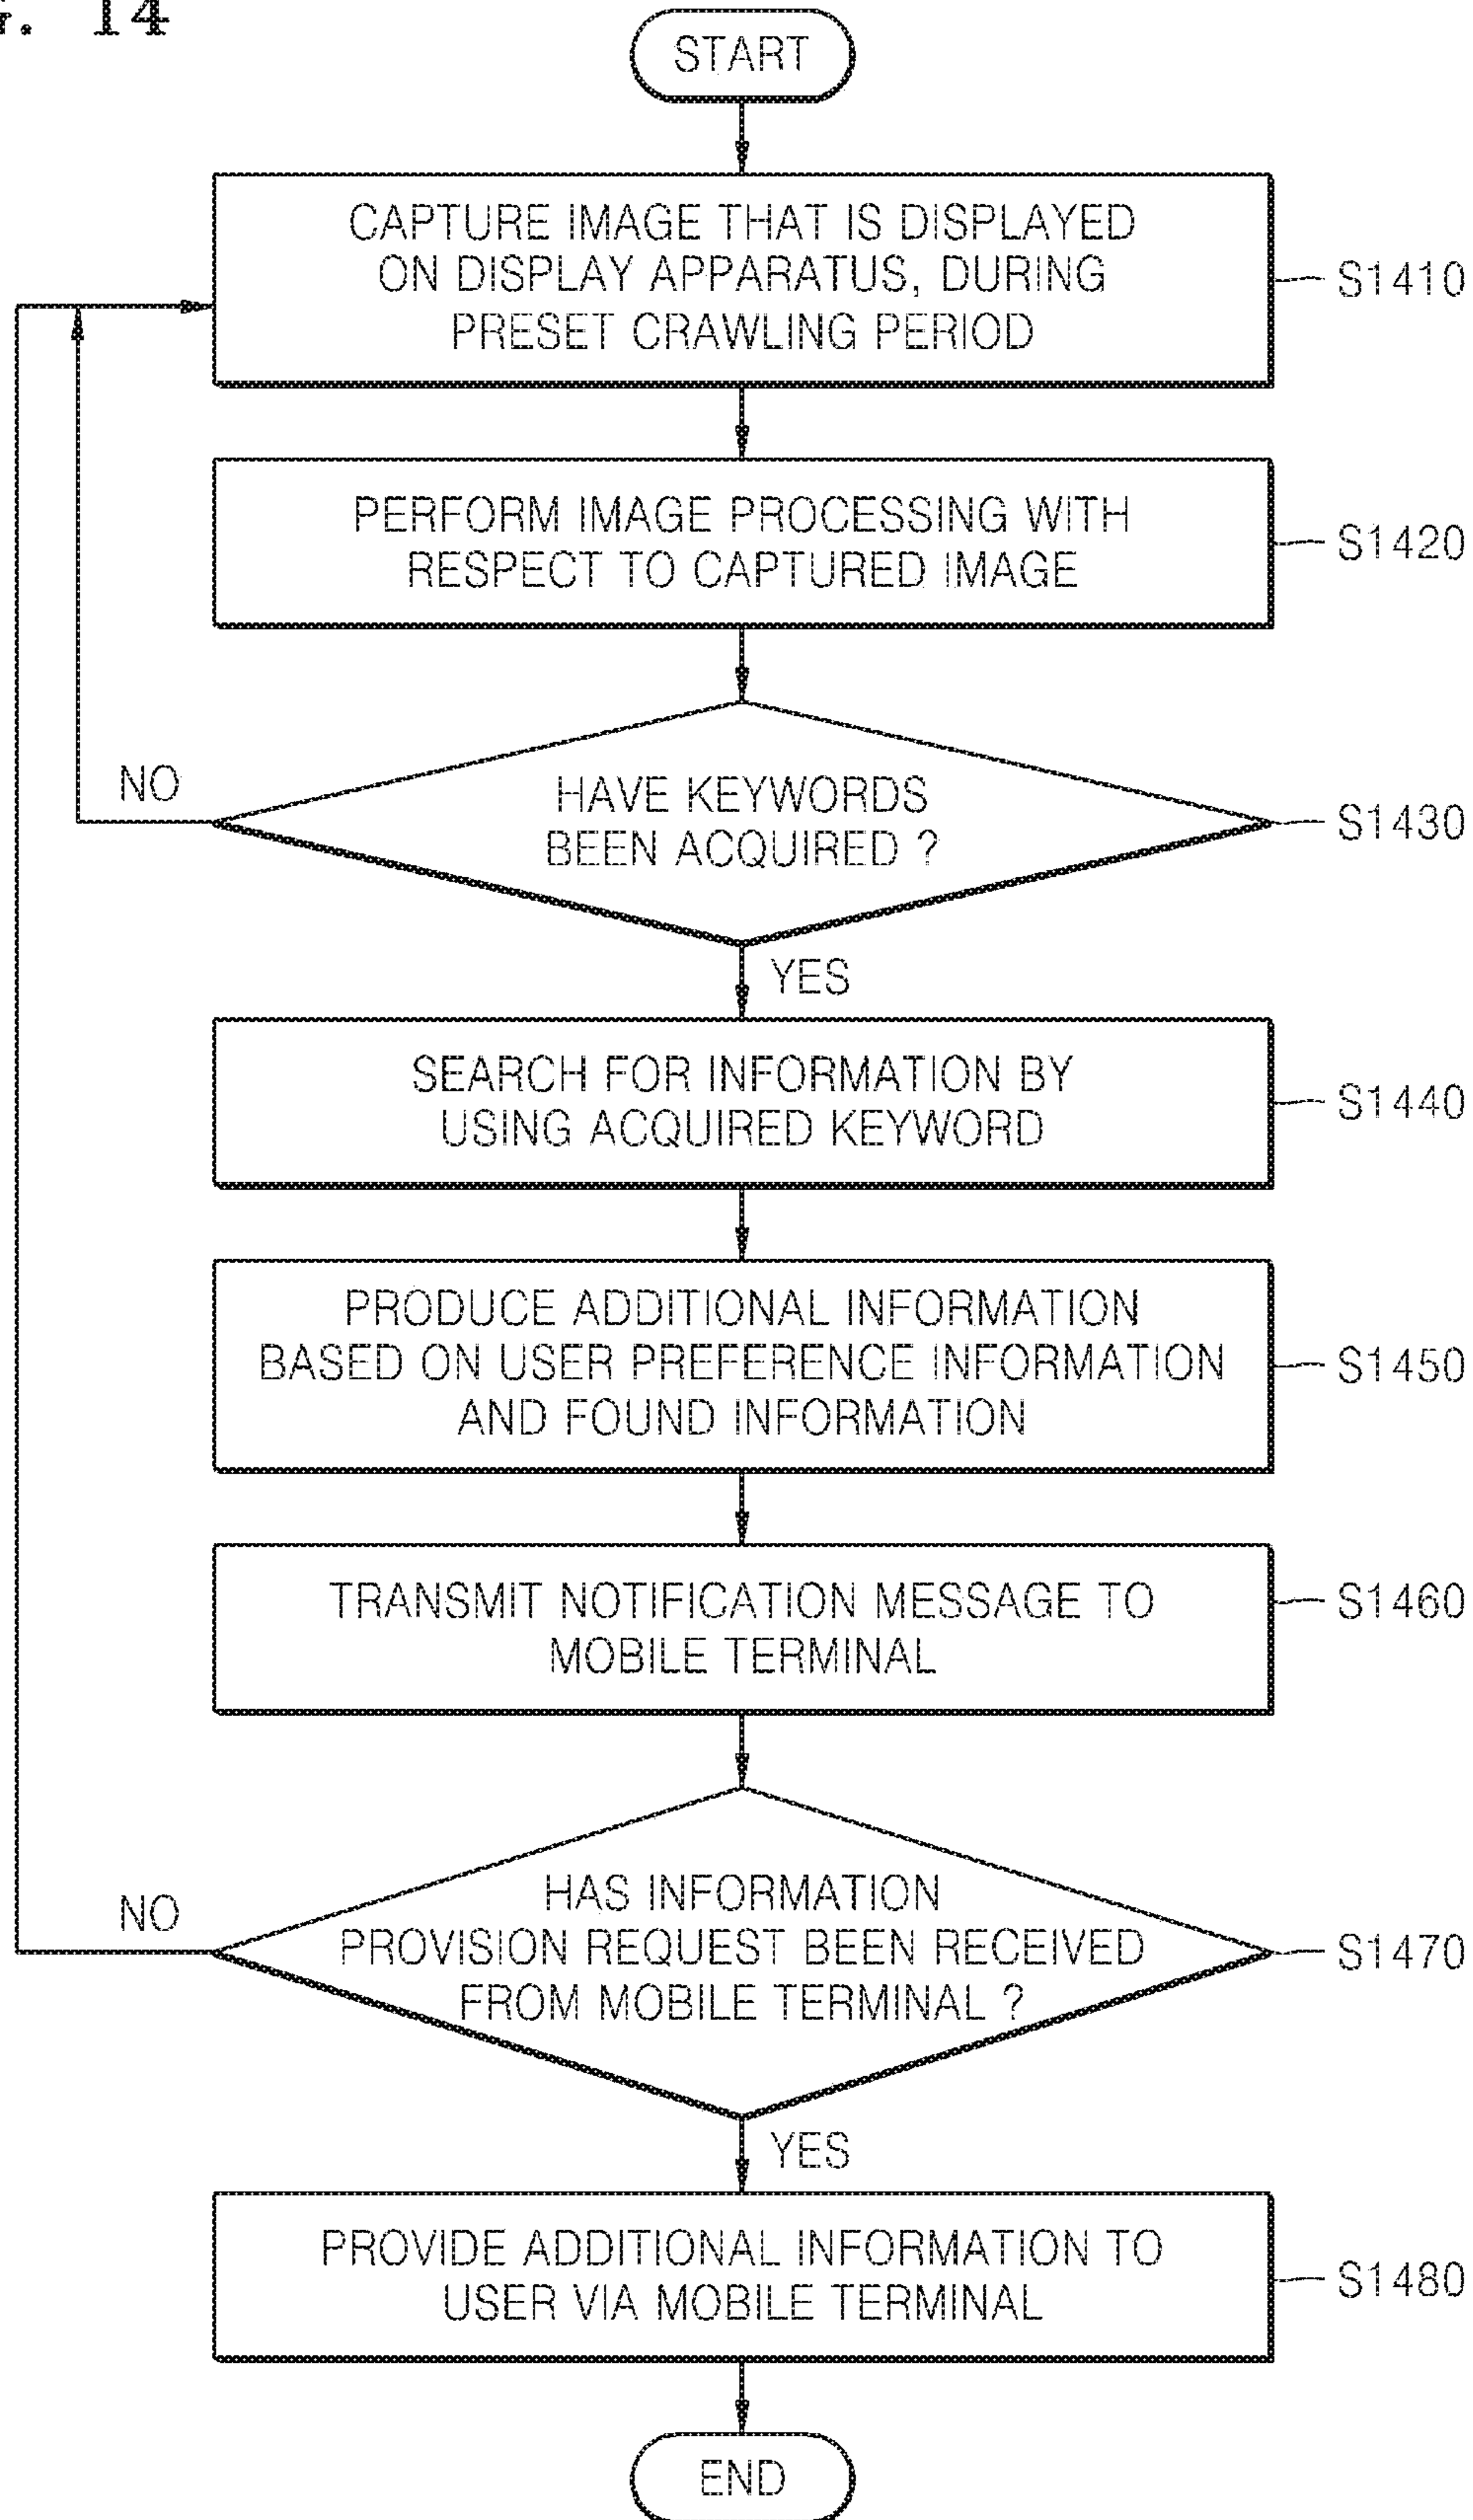 G. 14
START
CAPTURE IMAGE THAT IS DISPLAYED
ON DISPLAY APPARATUS, DURING
PRESET CRAWLING PERIOD
S1410
PERFORM IMAGE PROCESSING WITH
RESPECT TO CAPTURED IMAGE
S1420
NO
HAVE KEYWORDS
BEEN ACQUIRED ?
S1430
YES
SEARCH FOR INFORMATION BY
USING ACQUIRED KEYWORD
S1440
PRODUCE ADDITIONAL INFORMATION
BASED ON USER PREFERENCE INFORMATION
AND FOUND INFORMATION
S1450
TRANSMIT NOTIFICATION MESSAGE TO
MOBILE TERMINAL
S1460
NO
HAS INFORMATION
PROVISION REQUEST BEEN RECEIVED
FROM MOBILE TERMINAL ?
S1470
YES
PROVIDE ADDITIONAL INFORMATION TO
USER VIA MOBILE TERMINAL
S1480
END